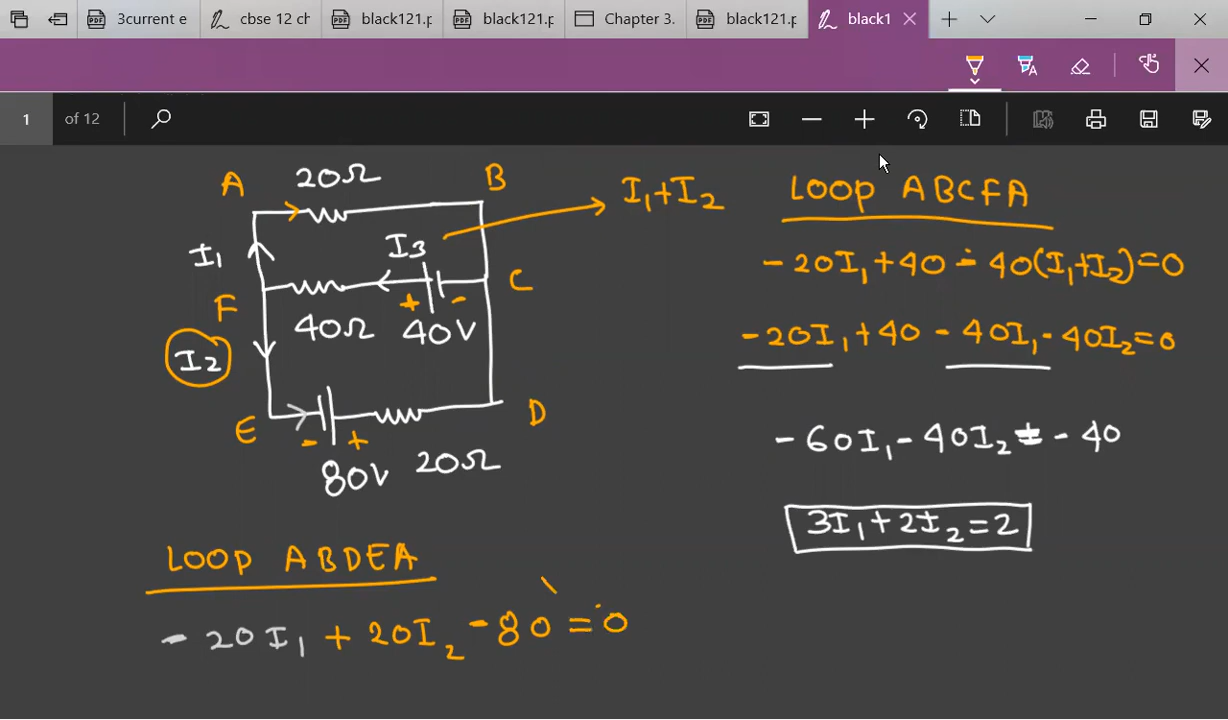 3current e
cbse 12 ch
black121.p
black121.p
Chapter 3.
black121.p
black1
1 of 12
A
20Ω
B
I₁+I₂
I₁
I₃
F
C
+ -
40Ω
40V
I₂
E
D
- +
80V
20Ω
LOOP ABDEA
- 20I₁ + 20I₂ - 80 = 0
LOOP ABCFA
- 20I₁ + 40 - 40(I₁+I₂) = 0
- 20I₁ + 40 - 40I₁ - 40I₂ = 0
- 60I₁ - 40I₂ = - 40
3I₁ + 2I₂ = 2